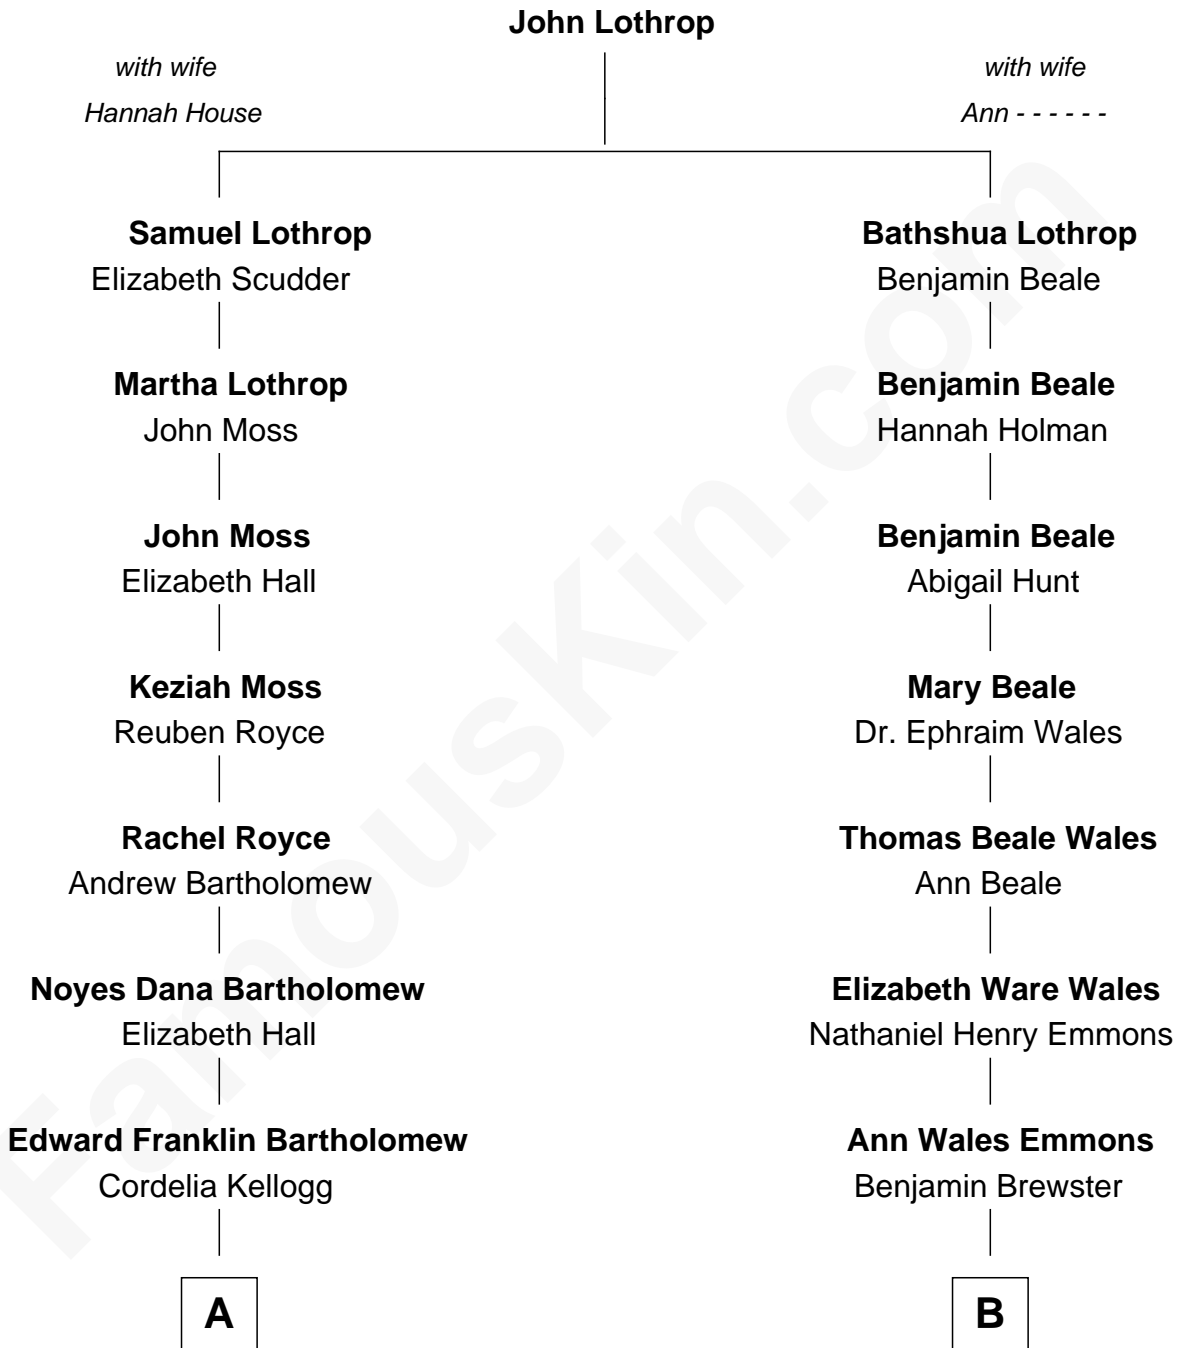 John Lothrop
with wife
Hannah House
with wife
Ann - - - - - -
Samuel Lothrop
Elizabeth Scudder
Bathshua Lothrop
Benjamin Beale
Martha Lothrop
John Moss
Benjamin Beale
Hannah Holman
John Moss
Elizabeth Hall
Benjamin Beale
Abigail Hunt
Keziah Moss
Reuben Royce
Mary Beale
Dr. Ephraim Wales
Rachel Royce
Andrew Bartholomew
Thomas Beale Wales
Ann Beale
Noyes Dana Bartholomew
Elizabeth Hall
Elizabeth Ware Wales
Nathaniel Henry Emmons
Edward Franklin Bartholomew
Cordelia Kellogg
Ann Wales Emmons
Benjamin Brewster
A
B
FamousKin.com